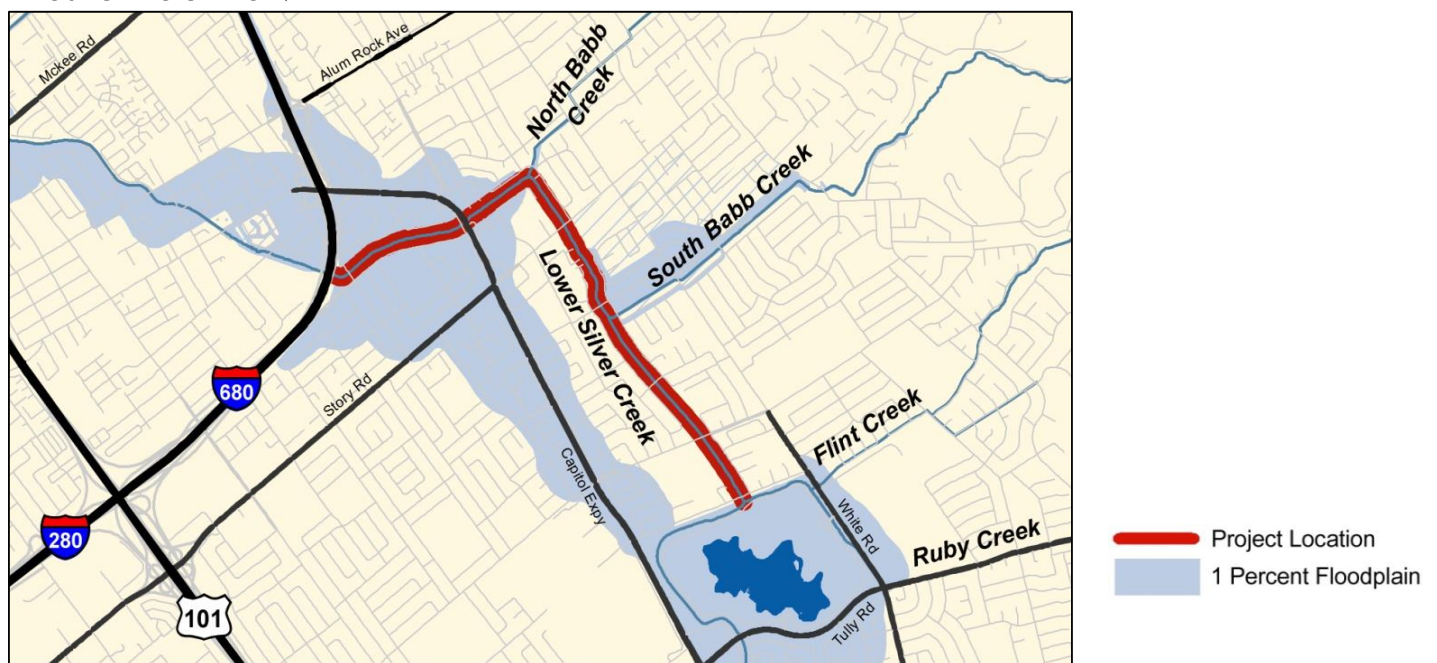 Mckee Rd
Alum Rock Ave
North Babb
Creek
South Babb Creek
Lower Silver Creek
680
Story Rd
Capitol Expy
Flint Creek
White Rd
Ruby Creek
280
101
Tully Rd
Project Location
1 Percent Floodplain